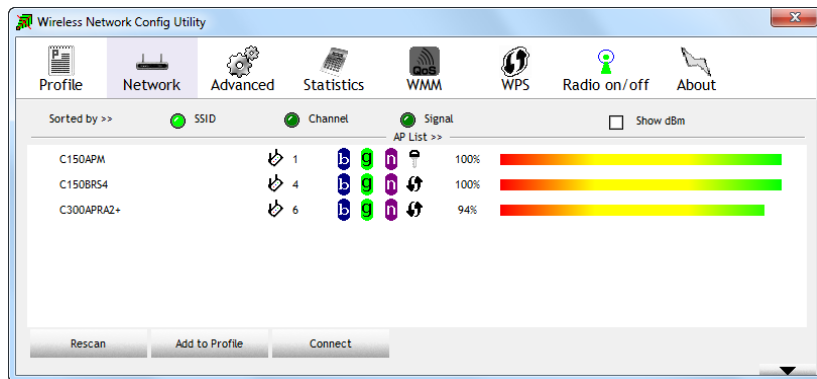 Wireless Network Config Utility
Profile Network Advanced Statistics QoS WMM WPS Radio on/off About
Sorted by >> SSID Channel Signal Show dBm
AP List >>
C150APM 1 b g n 100%
C150BRS4 4 b g n 100%
C300APRA2+ 6 b g n 94%
Rescan Add to Profile Connect